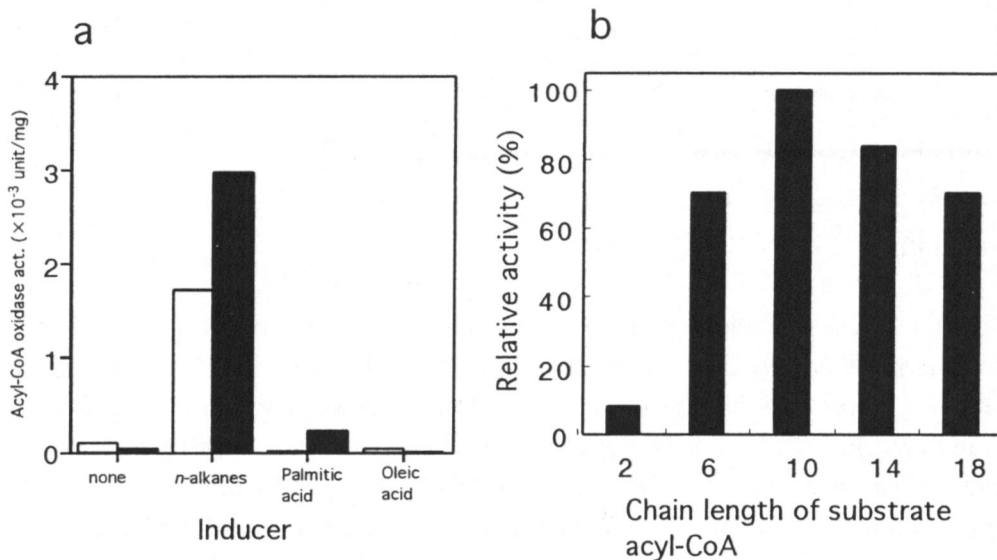 a
Acyl-CoA oxidase act. (×10⁻³ unit/mg)
4
3
2
1
0
none
n-alkanes
Palmitic
acid
Oleic
acid
Inducer
b
Relative activity (%)
100
80
60
40
20
0
2 6 10 14 18
Chain length of substrate
acyl-CoA